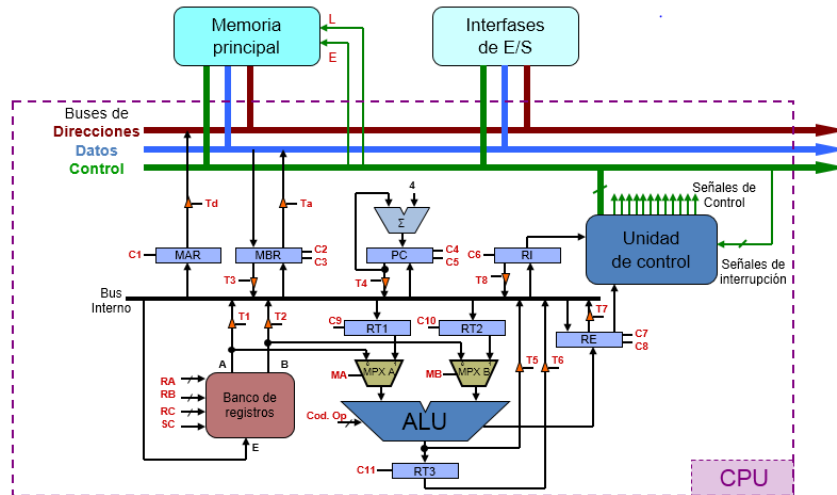 Memoria
principal
L
E
Interfases
de E/S
Buses de
Direcciones
Datos
Control
Señales de
Control
Td
Ta
4
Σ
Unidad
de control
C1
MAR
MBR
C2
C3
PC
C4
C5
C6
RI
Señales de
interrupción
T3
T4
T8
Bus
Interno
T1
T2
C9
RT1
C10
RT2
T7
RE
C7
C8
A
B
MA
MPX A
MB
MPX B
T5
T6
RA
RB
RC
SC
Banco de
registros
E
Cod. Op
ALU
C11
RT3
CPU